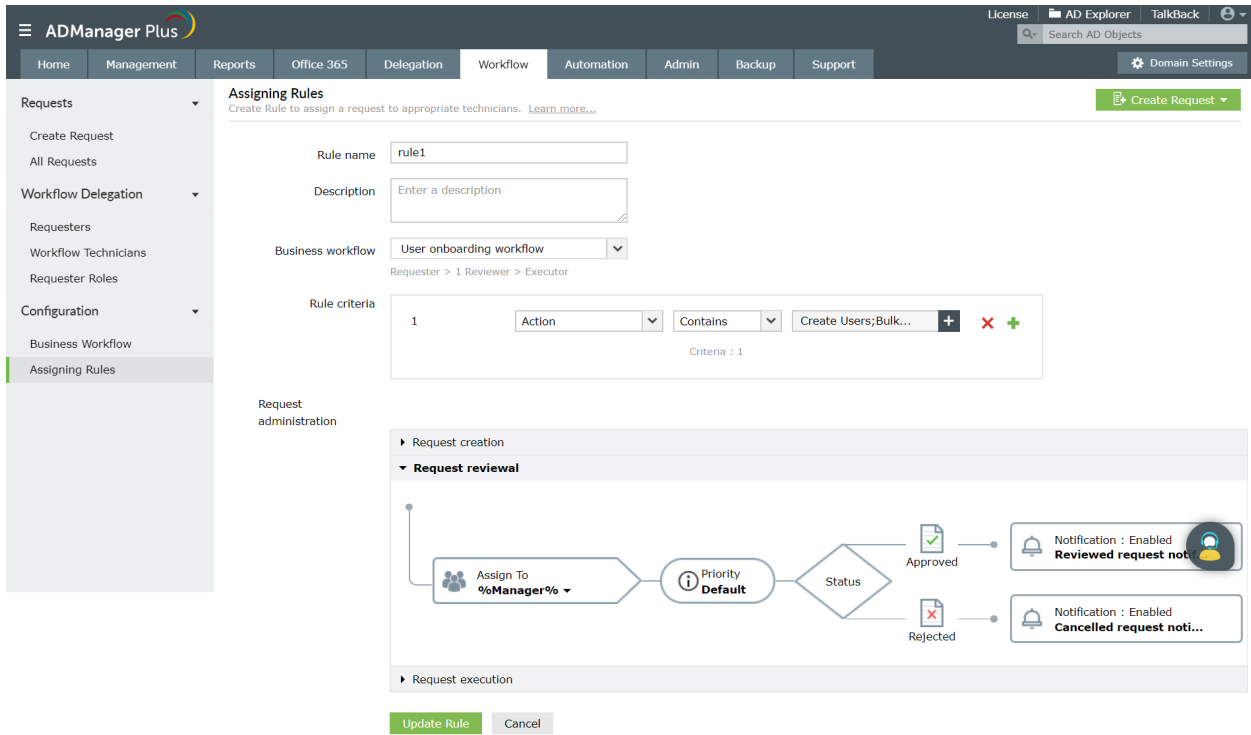 License AD Explorer TalkBack
ADManager Plus
Search AD Objects
Home Management Reports Office 365 Delegation Workflow Automation Admin Backup Support Domain Settings
Requests
Create Request
All Requests
Workflow Delegation
Requesters
Workflow Technicians
Requester Roles
Configuration
Business Workflow
Assigning Rules
Assigning Rules
Create Rule to assign a request to appropriate technicians. Learn more...
Create Request
Rule name rule1
Description Enter a description
Business workflow User onboarding workflow
Requester > 1 Reviewer > Executor
Rule criteria
1 Action Contains Create Users;Bulk...
Criteria : 1
Request
administration
Request creation
Request reviewal
Assign To
%Manager%
Priority
Default
Status
Approved
Notification : Enabled
Reviewed request notif
Rejected
Notification : Enabled
Cancelled request noti...
Request execution
Update Rule Cancel